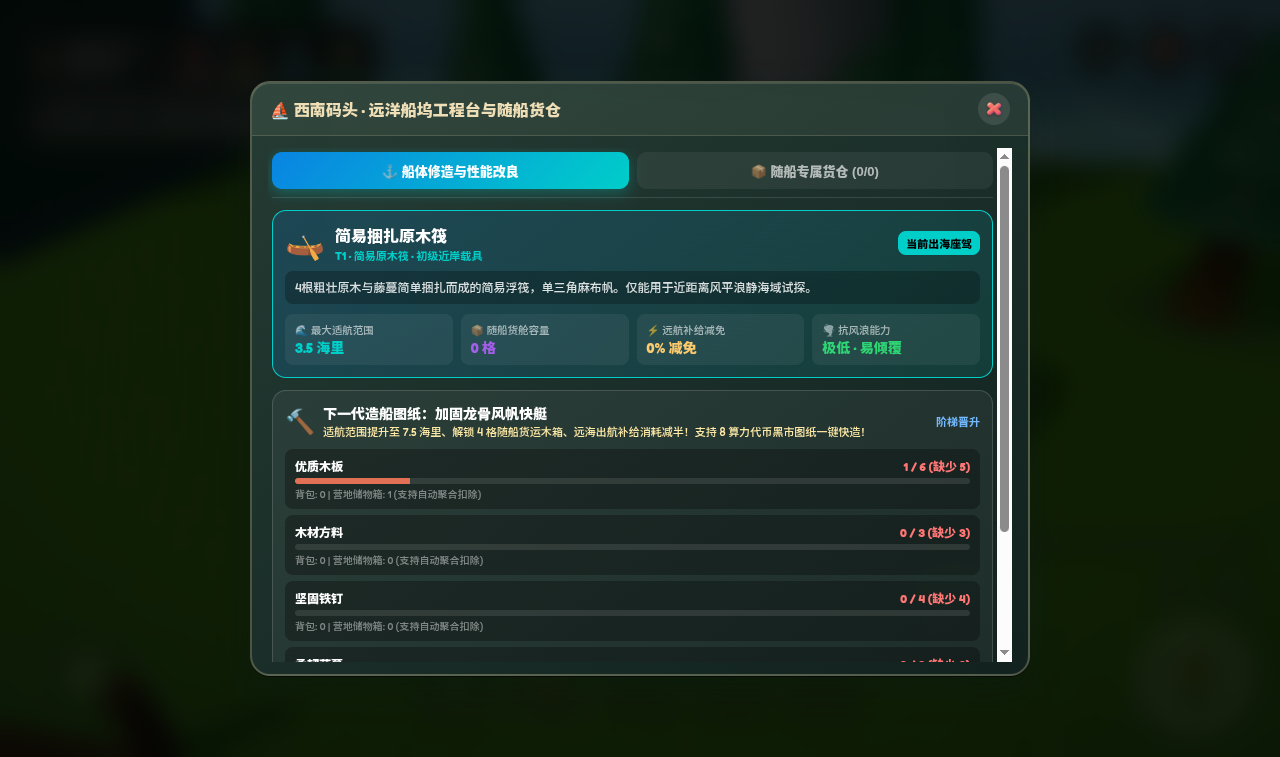 西南码头 · 远洋船坞工程台与随船货仓
船体修造与性能改良
随船专属货仓 (0/0)
简易捆扎原木筏
T1 · 简易原木筏 · 初级近岸载具
当前出海座驾
4根粗壮原木与藤蔓简单捆扎而成的简易浮筏，单三角麻布帆。仅能用于近距离风平浪静海域试探。
最大适航范围
3.5 海里
随船货舱容量
0 格
远航补给减免
0% 减免
抗风浪能力
极低 · 易倾覆
下一代造船图纸：加固龙骨风帆快艇
适航范围提升至 7.5 海里、解锁 4 格随船货运木箱、远海出航补给消耗减半！支持 8 算力代币黑市图纸一键快造！
阶梯晋升
优质木板
1 / 6 (缺少 5)
背包: 0 | 营地储物箱: 1 (支持自动聚合扣除)
木材方料
0 / 3 (缺少 3)
背包: 0 | 营地储物箱: 0 (支持自动聚合扣除)
坚固铁钉
0 / 4 (缺少 4)
背包: 0 | 营地储物箱: 0 (支持自动聚合扣除)